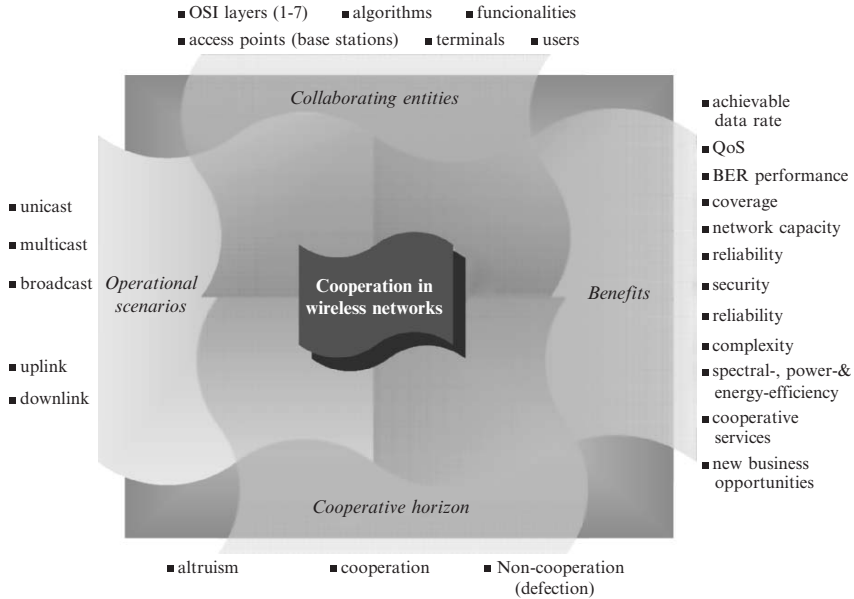 ▪ OSI layers (1-7) ▪ algorithms ▪ funcionalities
▪ access points (base stations) ▪ terminals ▪ users
Collaborating entities
▪ unicast
▪ multicast
▪ broadcast
▪ uplink
▪ downlink
Operational
scenarios
Cooperation in
wireless networks
Benefits
▪ achievable
data rate
▪ QoS
▪ BER performance
▪ coverage
▪ network capacity
▪ reliability
▪ security
▪ reliability
▪ complexity
▪ spectral-, power-&
energy-efficiency
▪ cooperative
services
▪ new business
opportunities
Cooperative horizon
▪ altruism ▪ cooperation ▪ Non-cooperation
(defection)